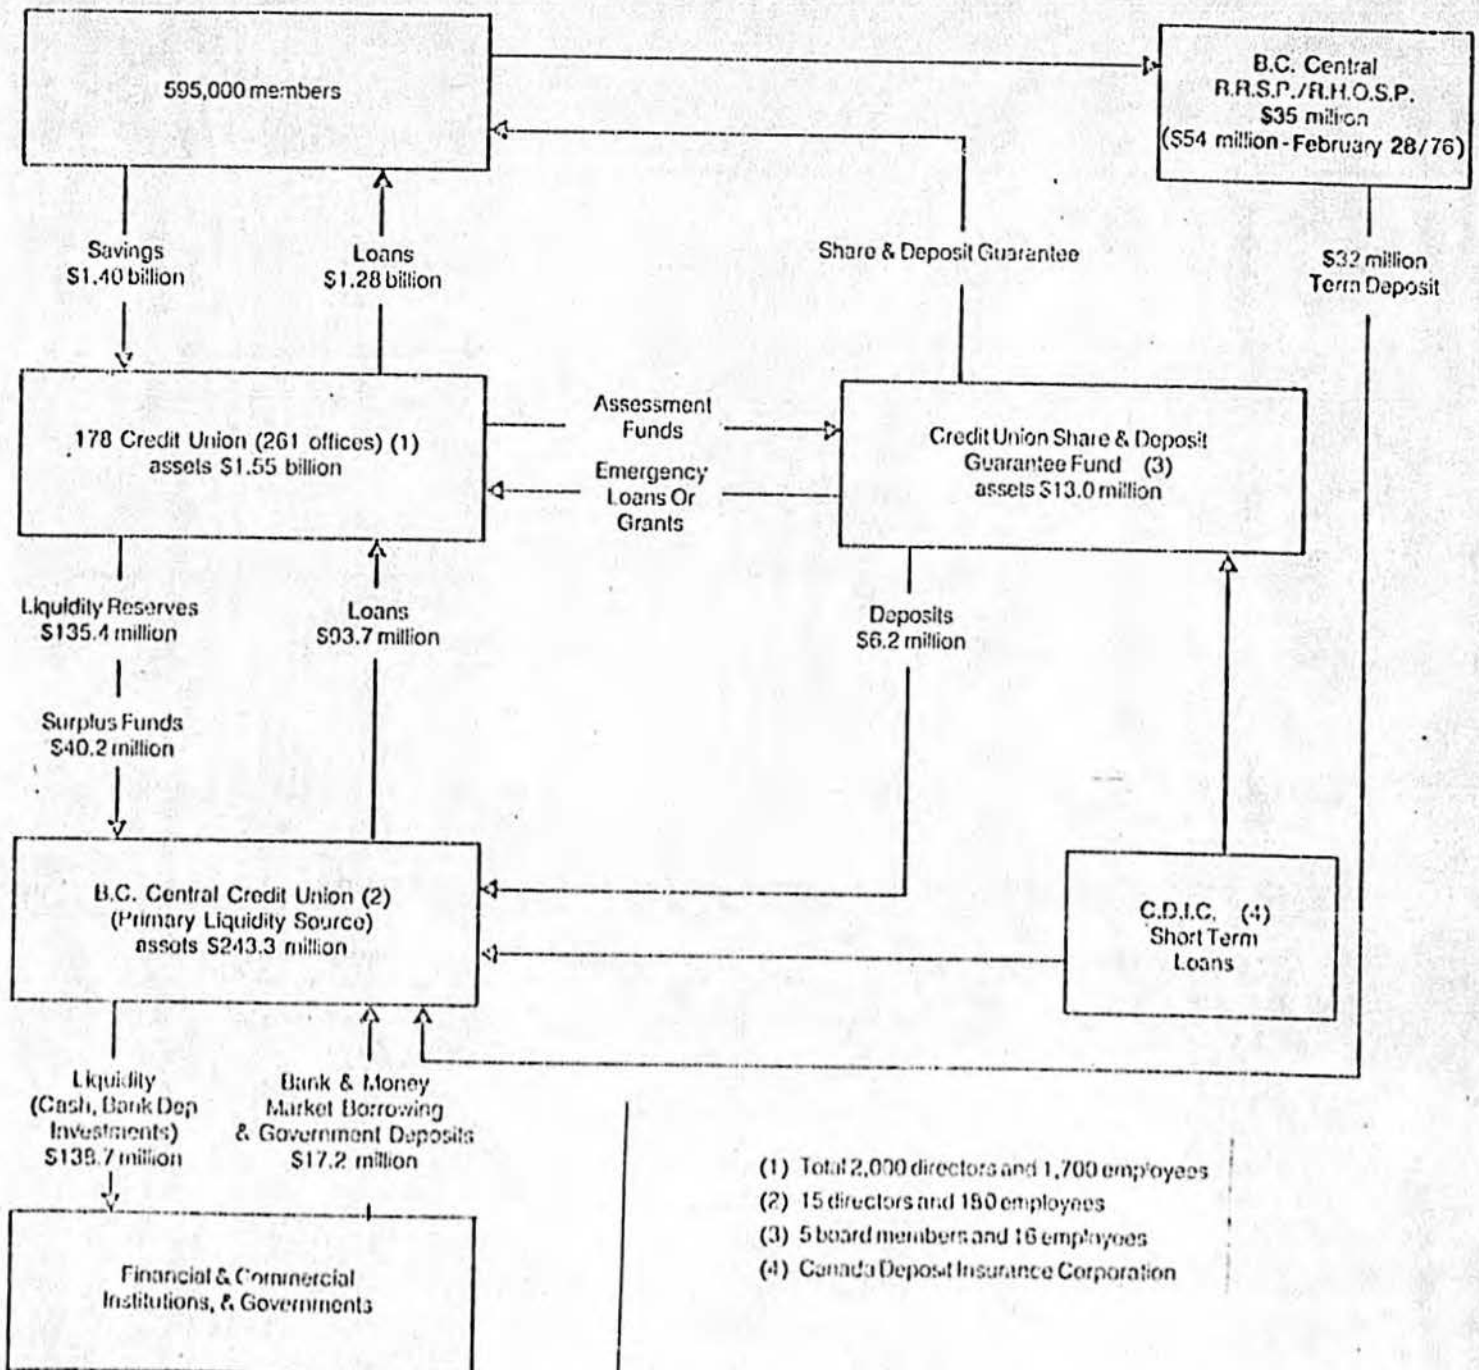 595,000 members
B.C. Central
R.R.S.P./R.H.O.S.P.
$35 million
($54 million - February 28/76)
Savings
$1.40 billion
Loans
$1.28 billion
Share & Deposit Guarantee
$32 million
Term Deposit
178 Credit Union (261 offices) (1)
assets $1.55 billion
Assessment
Funds
Emergency
Loans Or
Grants
Credit Union Share & Deposit
Guarantee Fund (3)
assets $13.0 million
Liquidity Reserves
$135.4 million
Loans
$93.7 million
Deposits
$6.2 million
Surplus Funds
$40.2 million
B.C. Central Credit Union (2)
(Primary Liquidity Source)
assets $243.3 million
C.D.I.C. (4)
Short Term
Loans
Liquidity
(Cash, Bank Dep
Investments)
million
Bank & Money
Market Borrowing
& Government Deposits
$17.2 million
(1) Total 2,000 directors and 1,700 employees
(2) 15 directors and employees
(3) 5 board members and 16 employees
(4) Canada Deposit Insurance Corporation
Financial & Commercial
Institutions, & Governments